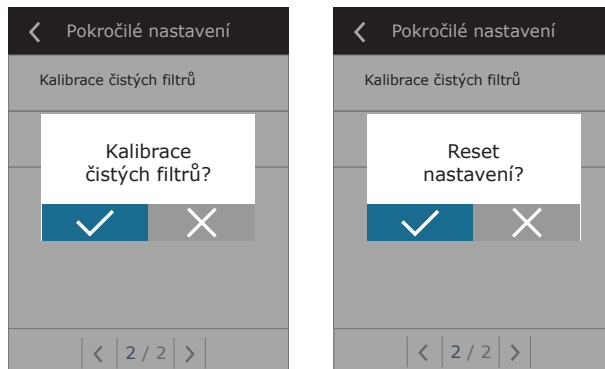 Pokročilé nastavení
Kalibrace čistých filtrů
Kalibrace
čistých filtrů?
2 / 2
Pokročilé nastavení
Kalibrace čistých filtrů
Reset
nastavení?
2 / 2